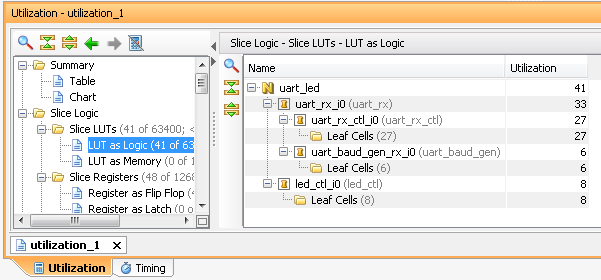 Utilization - utilization_1
Slice Logic - Slice LUTs - LUT as Logic
Summary
Table
Chart
Slice Logic
Slice LUTs (41 of 63400; <
LUT as Logic (41 of 63
LUT as Memory (0 of 1
Slice Registers (48 of 1268
Register as Flip Flop (4
Register as Latch (0 o
Name Utilization
uart_led 41
uart_rx_i0 (uart_rx) 33
uart_rx_ctl_i0 (uart_rx_ctl) 27
Leaf Cells (27) 27
uart_baud_gen_rx_i0 (uart_baud_gen) 6
Leaf Cells (6) 6
led_ctl_i0 (led_ctl) 8
Leaf Cells (8) 8
utilization_1
Utilization Timing